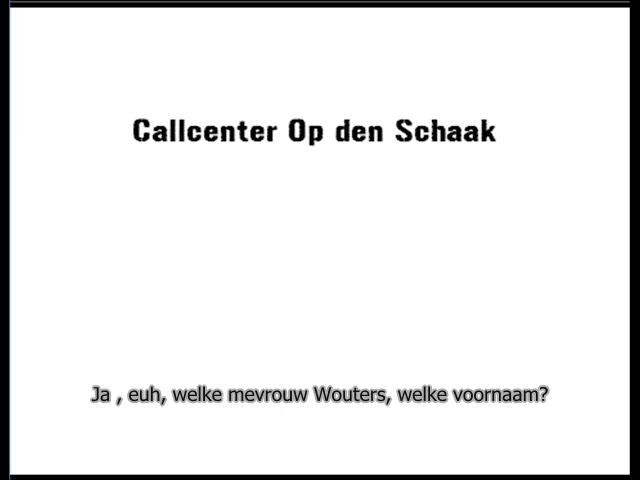 Callcenter Op den Schaak
Ja , euh, welke mevrouw Wouters, welke voornaam?